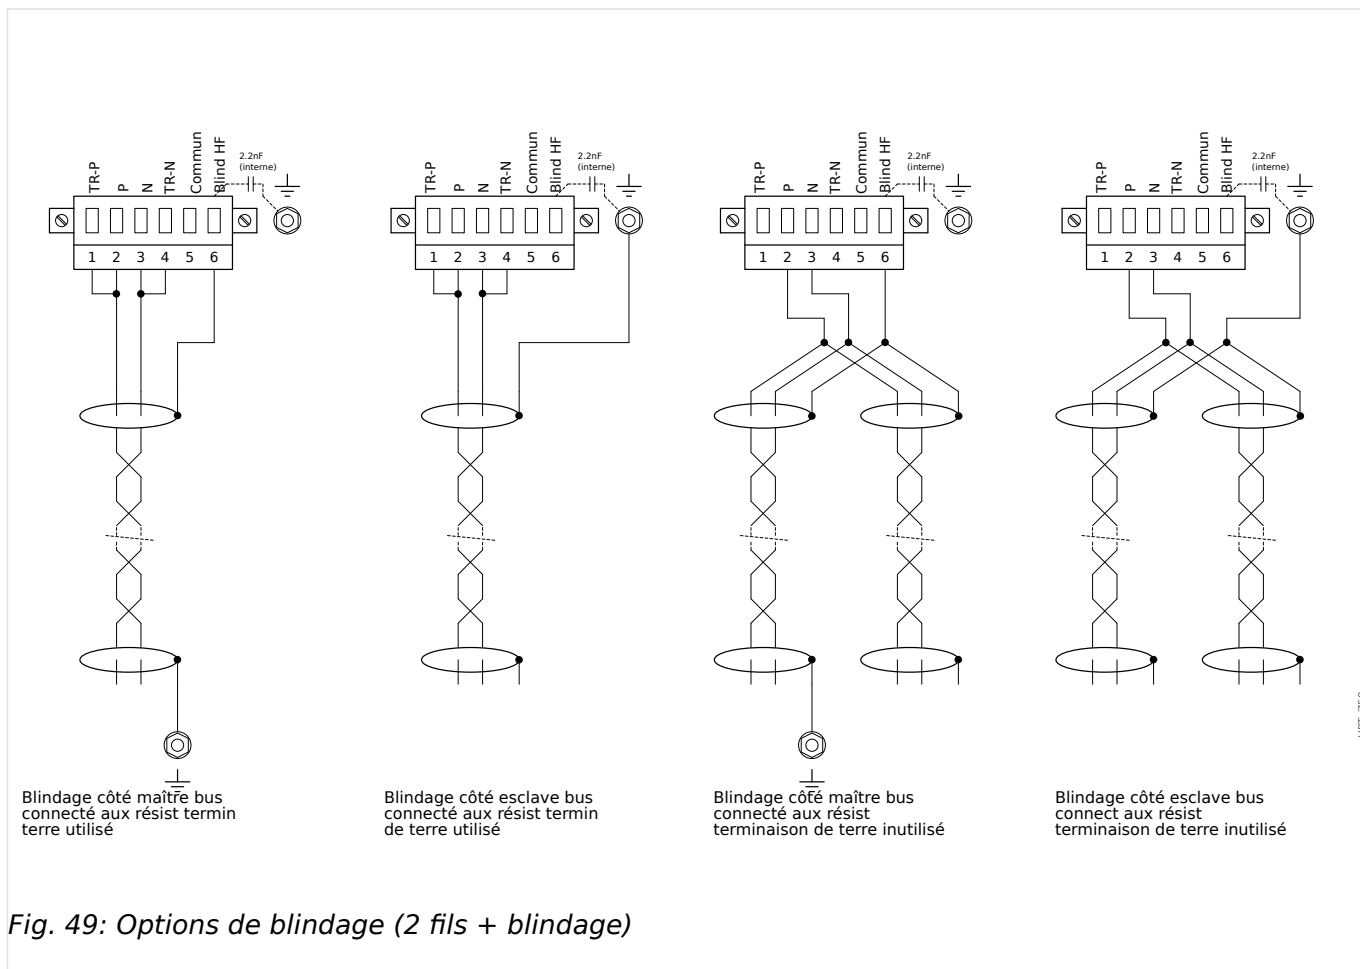 TR-P P N TR-N Commun Blind HF 2.2nF
(interne)
TR-P P N TR-N Commun Blind HF 2.2nF
(interne)
TR-P P N TR-N Commun Blind HF 2.2nF
(interne)
TR-P P N TR-N Commun Blind HF 2.2nF
(interne)
1 2 3 4 5 6
1 2 3 4 5 6
1 2 3 4 5 6
1 2 3 4 5 6
Blindage côté maître bus
connecté aux résist termin
terre utilisé
Blindage côté esclave bus
connecté aux résist termin
de terre utilisé
Blindage côté maître bus
connecté aux résist
terminaison de terre inutilisé
Blindage côté esclave bus
connect aux résist
terminaison de terre inutilisé
Fig. 49: Options de blindage (2 fils + blindage)